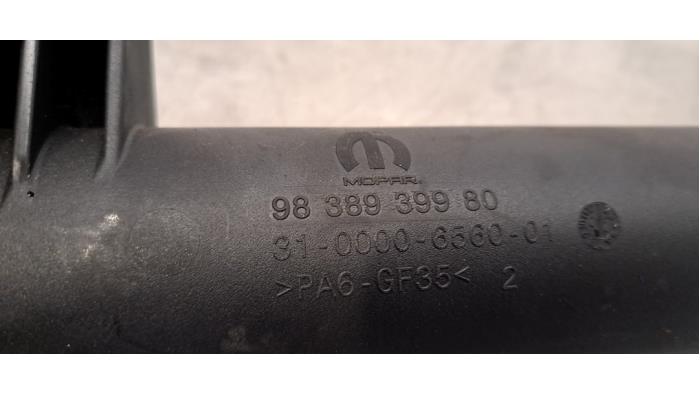 MOPAR
98 389 399 80
31-0000-6560-01
>PA6-GF35< 2